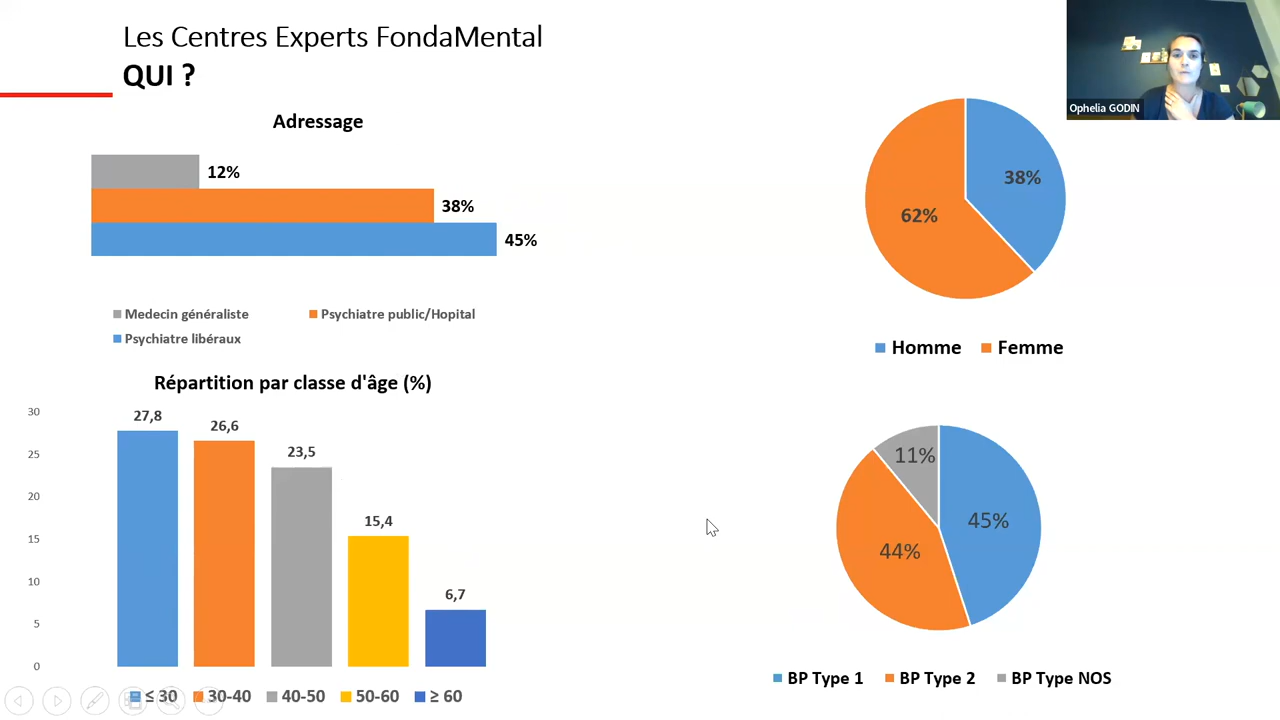 Les Centres Experts FondaMental
QUI ?
Ophelia GODIN
Adressage
12%
38%
45%
Medecin généraliste
Psychiatre public/Hopital
Psychiatre libéraux
38%
62%
Homme
Femme
Répartition par classe d'âge (%)
30
25
20
15
10
5
0
27,8
26,6
23,5
15,4
6,7
≤ 30
30-40
40-50
50-60
≥ 60
11%
45%
44%
BP Type 1
BP Type 2
BP Type NOS